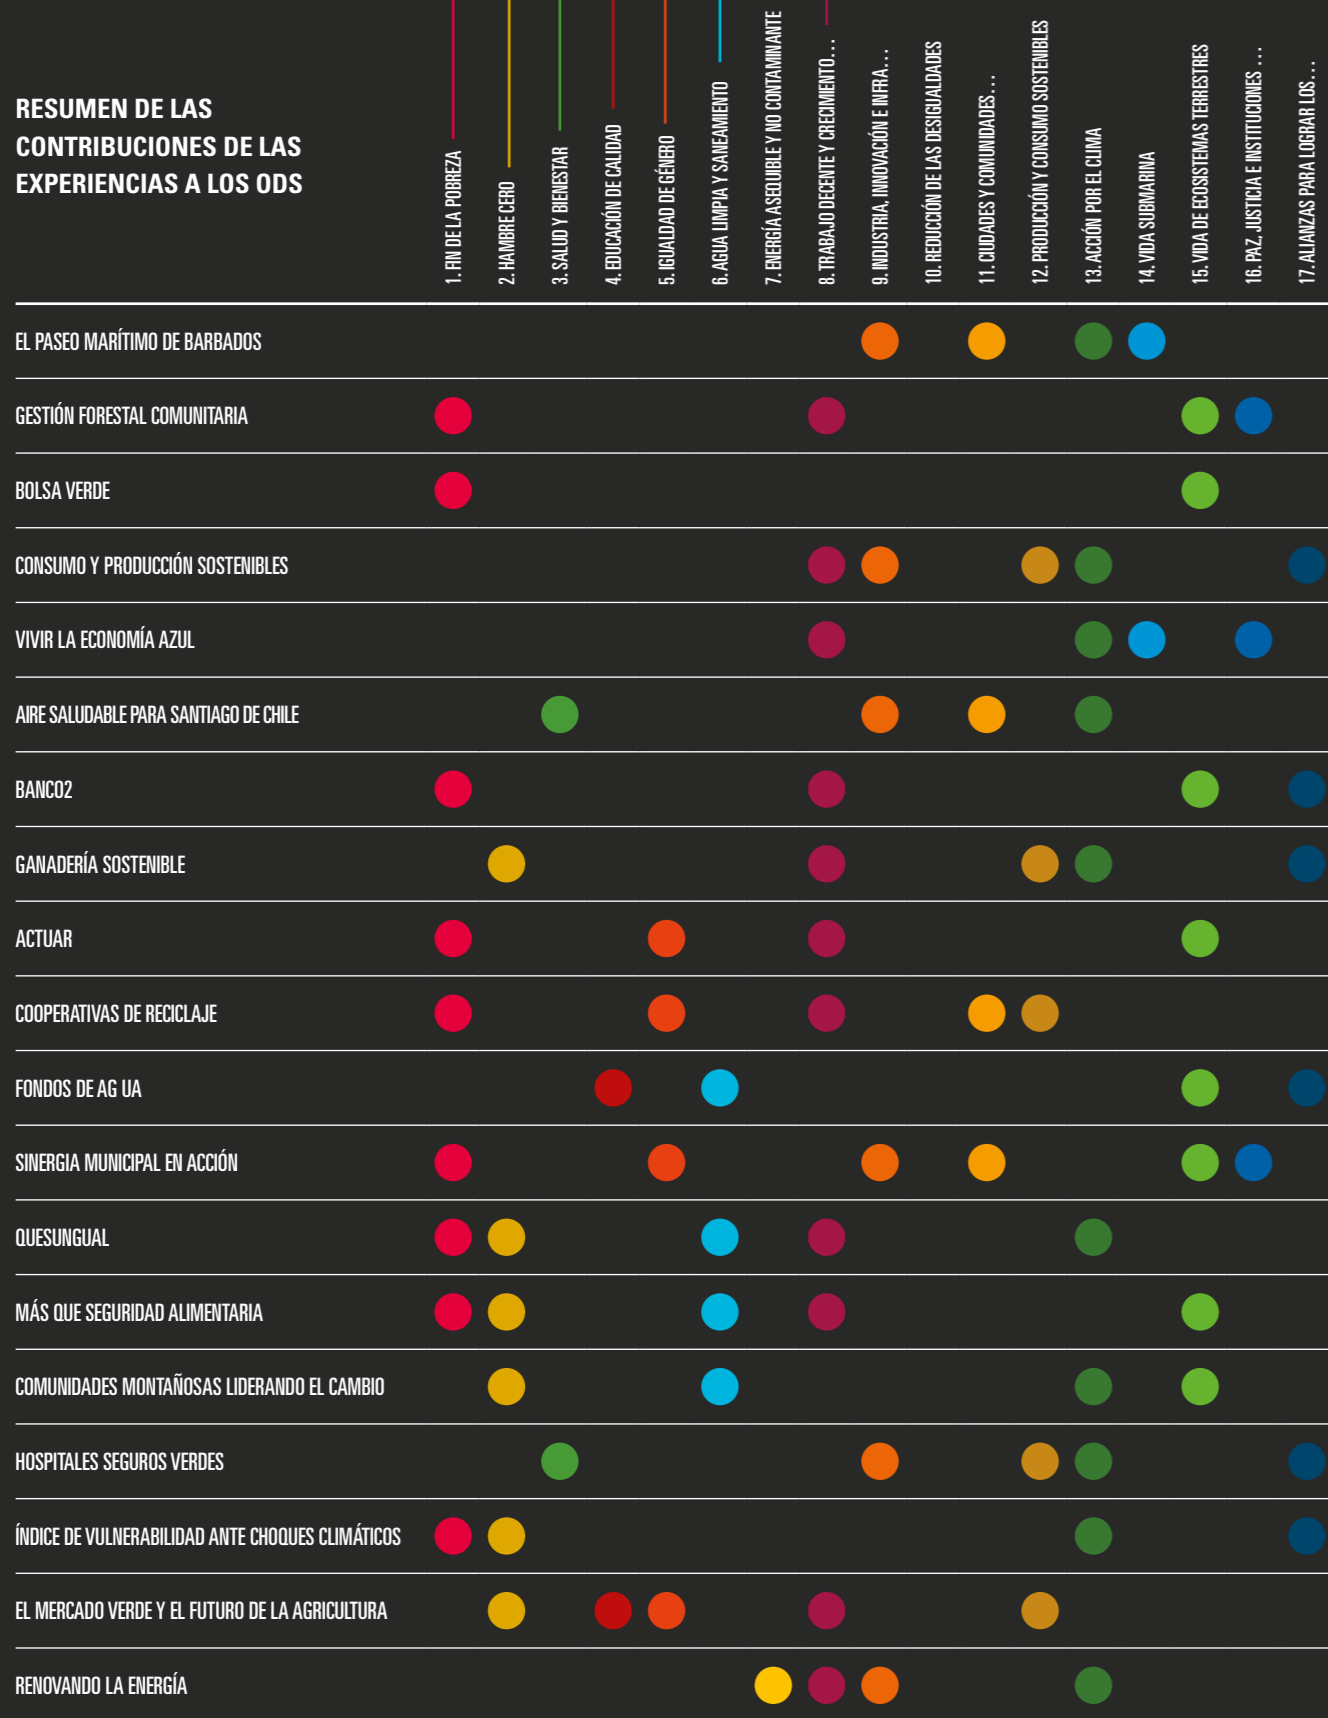 RESUMEN DE LAS
CONTRIBUCIONES DE LAS
EXPERIENCIAS A LOS ODS
1. FIN DE LA POBREZA
2. HAMBRE CERO
3. SALUD Y BIENESTAR
4. EDUCACIÓN DE CALIDAD
5. IGUALDAD DE GÉNERO
6. AGUA LIMPIA Y SANEAMIENTO
7. ENERGÍA ASEQUIBLE Y NO CONTAMINANTE
8. TRABAJO DECENTE Y CRECIMIENTO...
9. INDUSTRIA, INNOVACIÓN E INFRA...
10. REDUCCIÓN DE LAS DESIGUALDADES
11. CIUDADES Y COMUNIDADES...
12. PRODUCCIÓN Y CONSUMO SOSTENIBLES
13. ACCIÓN POR EL CLIMA
14. VIDA SUBMARINA
15. VIDA DE ECOSISTEMAS TERRESTRES
16. PAZ, JUSTICIA E INSTITUCIONES ...
17. ALIANZAS PARA LOGRAR LOS...
EL PASEO MARÍTIMO DE BARBADOS
GESTIÓN FORESTAL COMUNITARIA
BOLSA VERDE
CONSUMO Y PRODUCCIÓN SOSTENIBLES
VIVIR LA ECONOMÍA AZUL
AIRE SALUDABLE PARA SANTIAGO DE CHILE
BANCO2
GANADERÍA SOSTENIBLE
ACTUAR
COOPERATIVAS DE RECICLAJE
FONDOS DE AG UA
SINERGIA MUNICIPAL EN ACCIÓN
QUESUNGUAL
MÁS QUE SEGURIDAD ALIMENTARIA
COMUNIDADES MONTAÑOSAS LIDERANDO EL CAMBIO
HOSPITALES SEGUROS VERDES
ÍNDICE DE VULNERABILIDAD ANTE CHOQUES CLIMÁTICOS
EL MERCADO VERDE Y EL FUTURO DE LA AGRICULTURA
RENOVANDO LA ENERGÍA